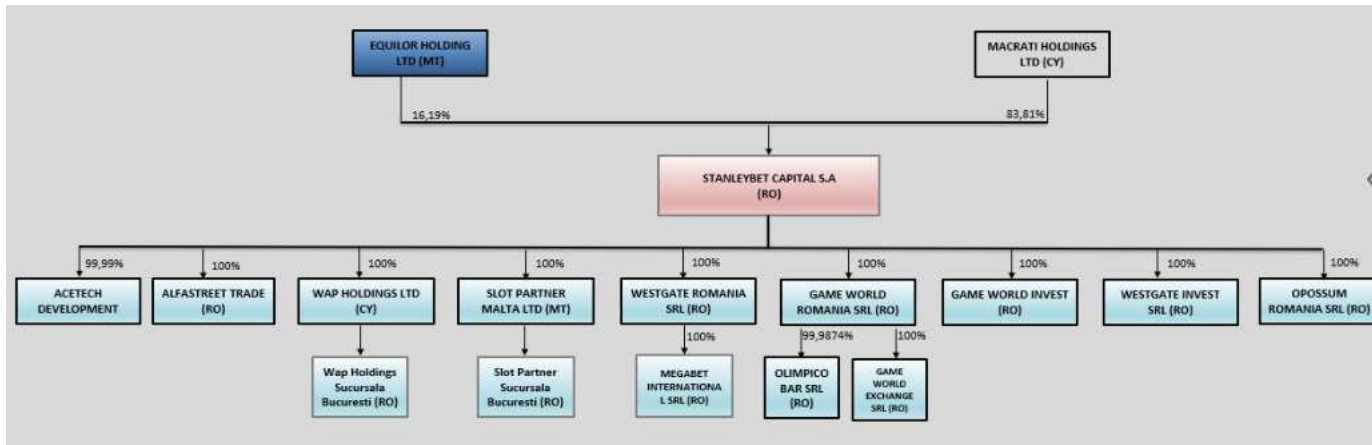 EQUILOR HOLDING
LTD (MT)
MACRATI HOLDINGS
LTD (CY)
16,19%
83,81%
STANLEYBET CAPITAL S.A
(RO)
99,99%
100%
100%
100%
100%
100%
100%
100%
100%
ACETECH
DEVELOPMENT
ALFASTREET TRADE
(RO)
WAP HOLDINGS LTD
(CY)
SLOT PARTNER
MALTA LTD (MT)
WESTGATE ROMANIA
SRL (RO)
GAME WORLD
ROMANIA SRL (RO)
GAME WORLD INVEST
(RO)
WESTGATE INVEST
SRL (RO)
OPOSSUM
ROMANIA SRL (RO)
100%
99,9874%
100%
Wap Holdings
Sucursala
Bucuresti (RO)
Slot Partner
Sucursala
Bucuresti (RO)
MEGABET
INTERNATIONA
L SRL (RO)
OLIMPICO
BAR SRL
(RO)
GAME
WORLD
EXCHANGE
SRL (RO)